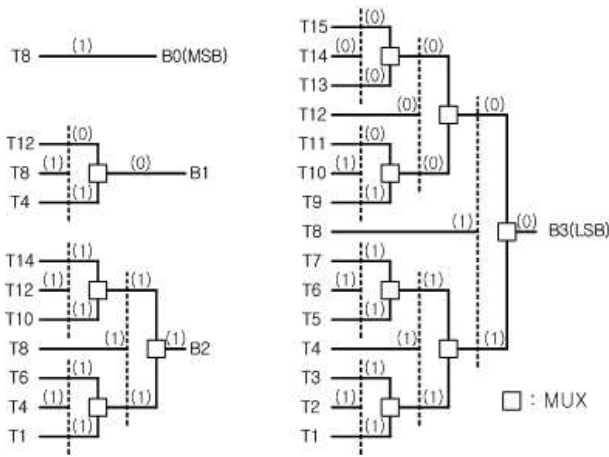 T8 (1) B0(MSB)
T12 (0)
T8 (1) (0) B1
T4 (1)
T14 (1)
T12 (1) (1)
T10 (1)
T8 (1) (1) B2
T6 (1)
T4 (1) (1)
T1 (1)
T15 (0)
T14 (0) (0)
T13 (0)
T12 (0) (0)
T11 (0)
T10 (1) (0)
T9 (1)
T8 (1) (0) B3(LSB)
T7 (1)
T6 (1) (1)
T5 (1)
T4 (1) (1)
T3 (1)
T2 (1) (1)
T1 (1)
: MUX